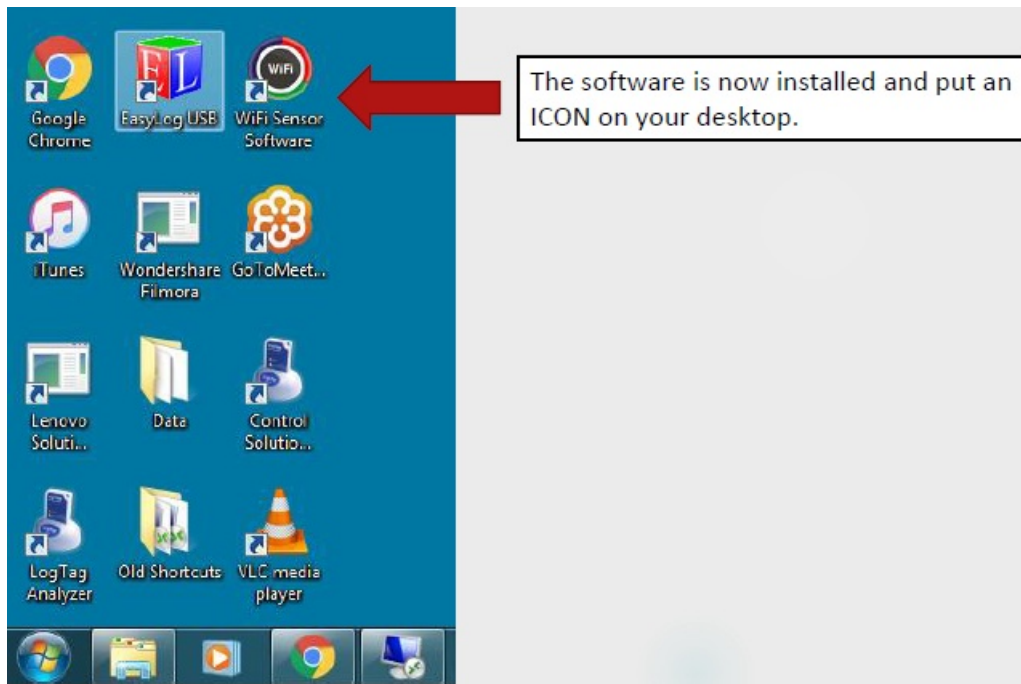 Google
Chrome
EL
EasyLog USB
WiFi
WiFi Sensor
Software
The software is now installed and put an
ICON on your desktop.
iTunes
Wondershare
Filmora
GoToMeet...
Lenovo
Soluti...
Data
Control
Solutio...
LogTag
Analyzer
Old Shortcuts
VLC media
player